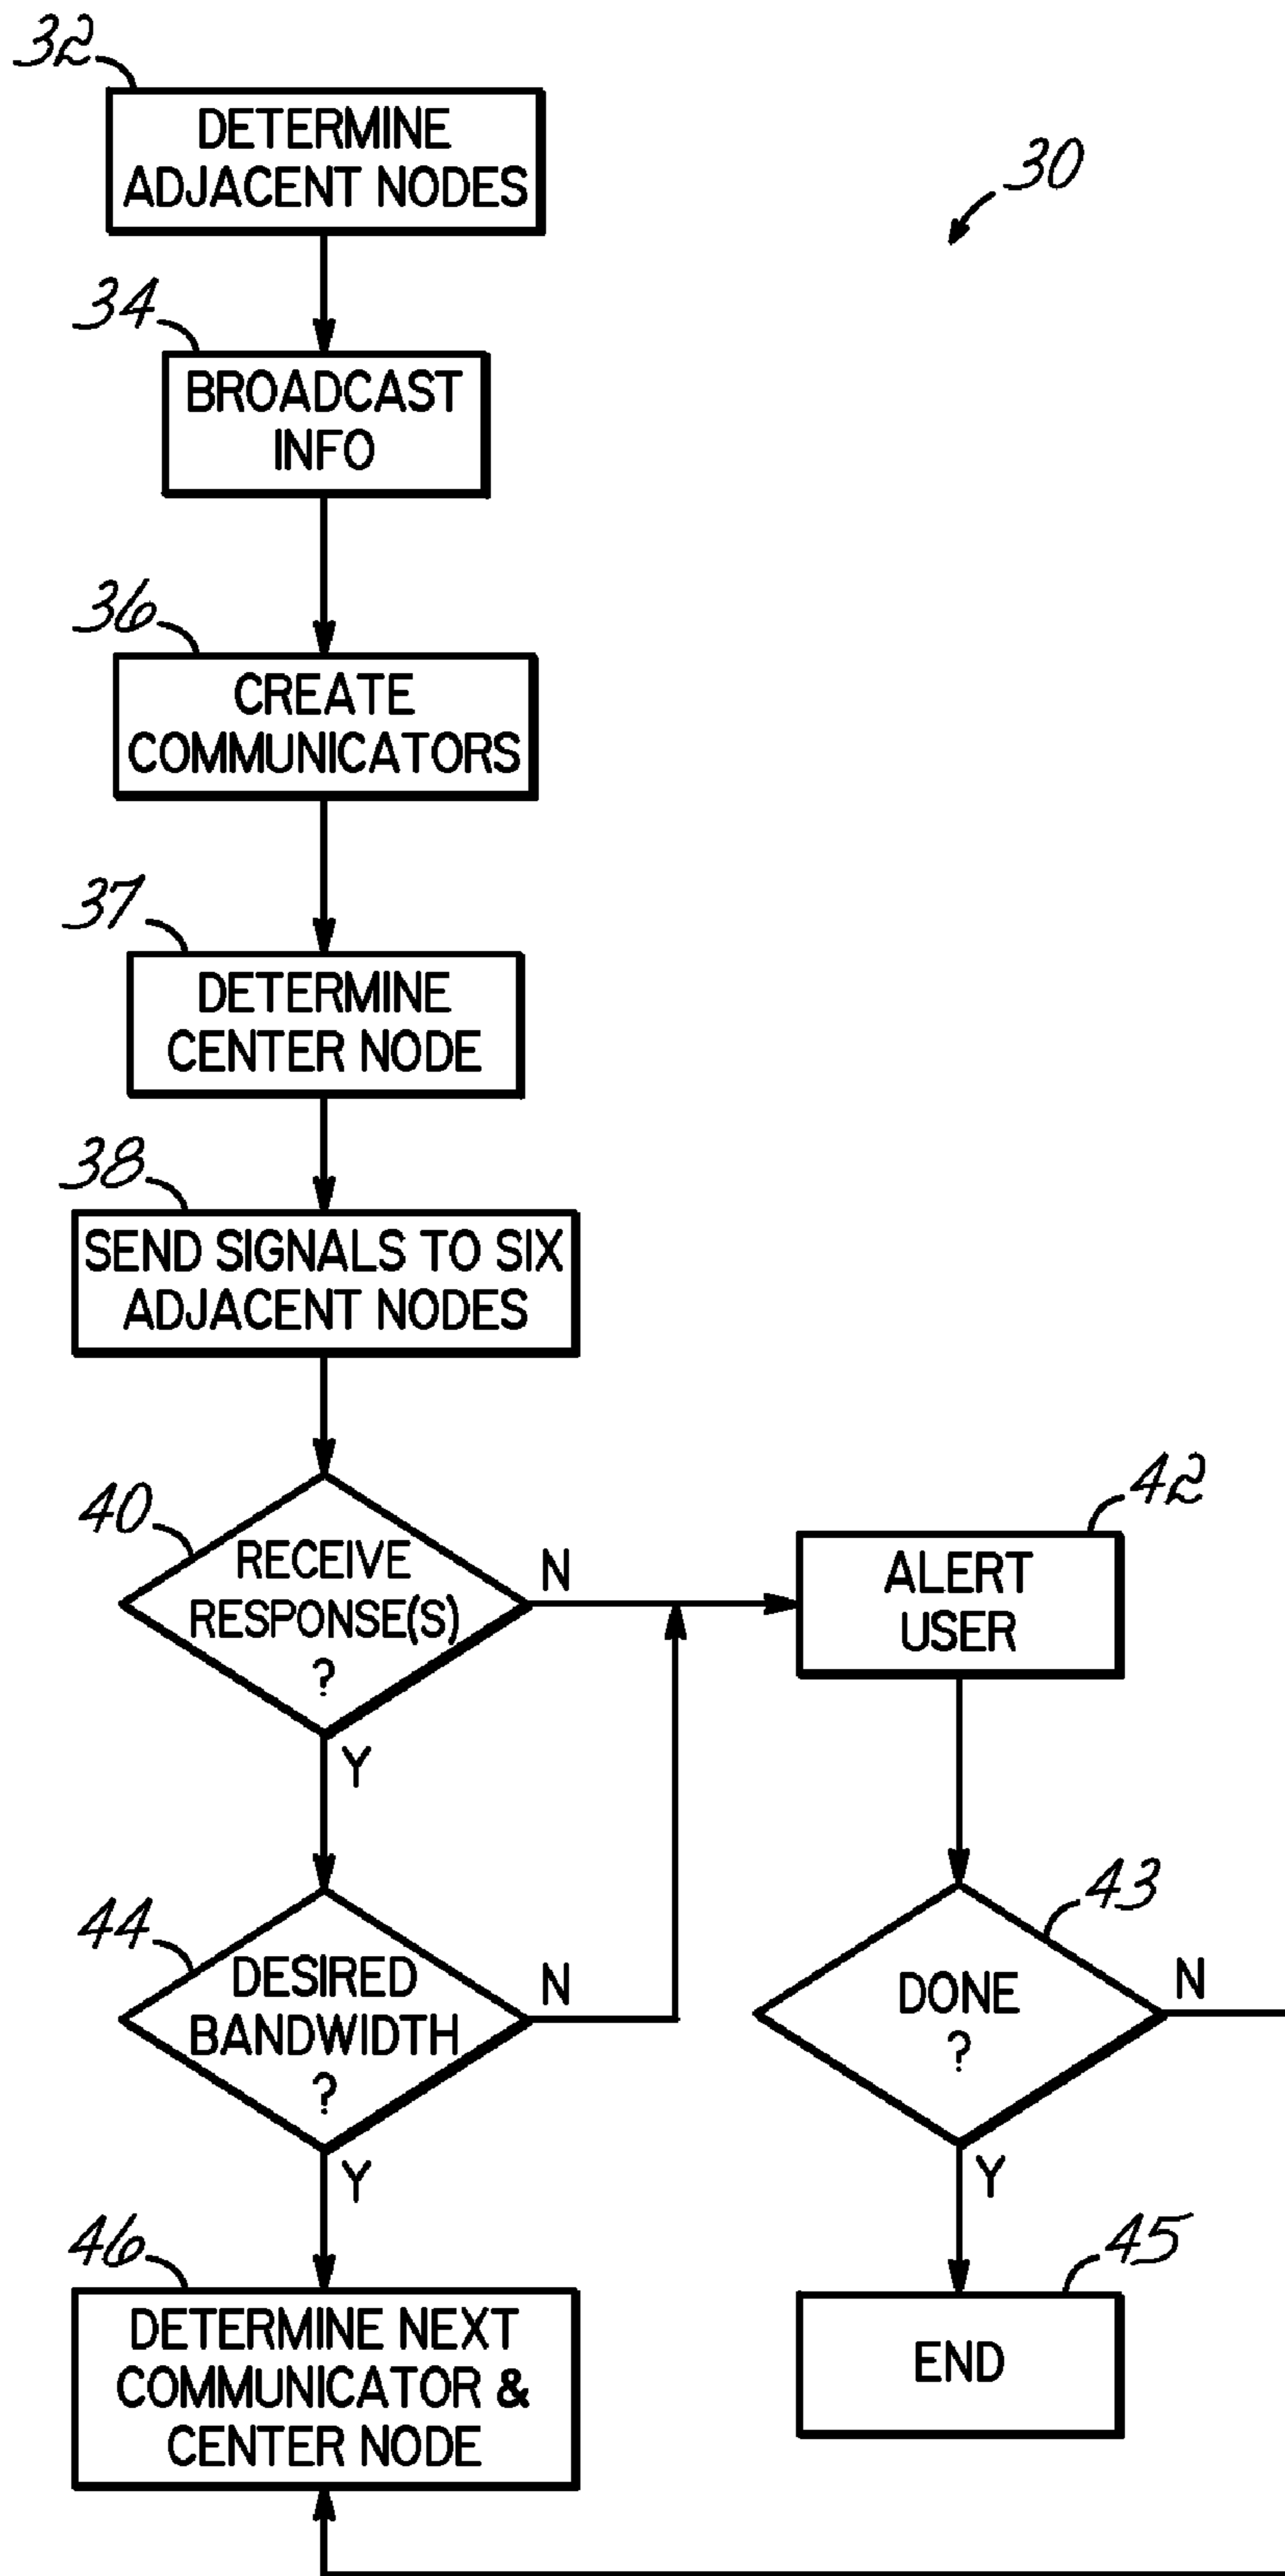 32
DETERMINE
ADJACENT NODES
30
34
BROADCAST
INFO
36
CREATE
COMMUNICATORS
37
DETERMINE
CENTER NODE
38
SEND SIGNALS TO SIX
ADJACENT NODES
40
RECEIVE
RESPONSE(S)
?
N
Y
42
ALERT
USER
44
DESIRED
BANDWIDTH
?
N
Y
43
DONE
?
N
Y
46
DETERMINE NEXT
COMMUNICATOR &
CENTER NODE
45
END